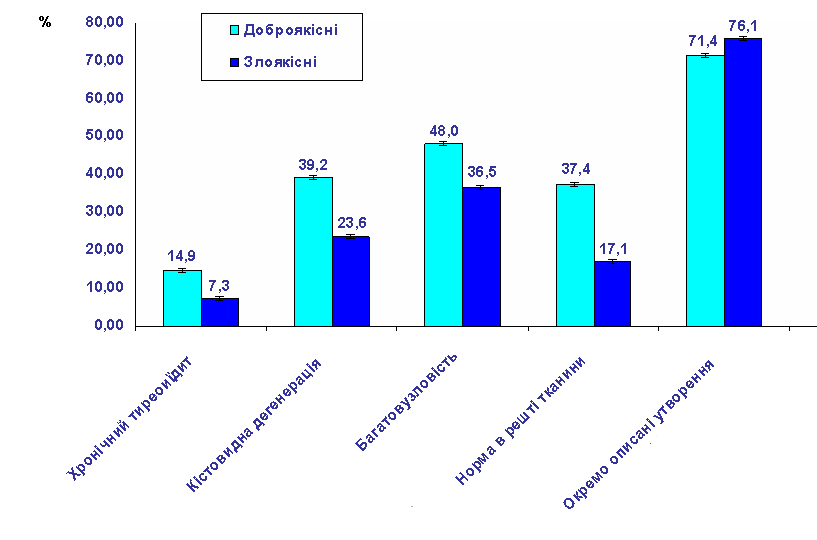 %
80,00
70,00
60,00
50,00
40,00
30,00
20,00
10,00
0,00
Доброякісні
Злоякісні
14,9
7,3
39,2
23,6
48,0
36,5
37,4
17,1
71,4
76,1
Хронічний тиреоїдит
Кістовидна дегенерація
Багатовузловість
Норма в решті тканини
Окремо описані утворення